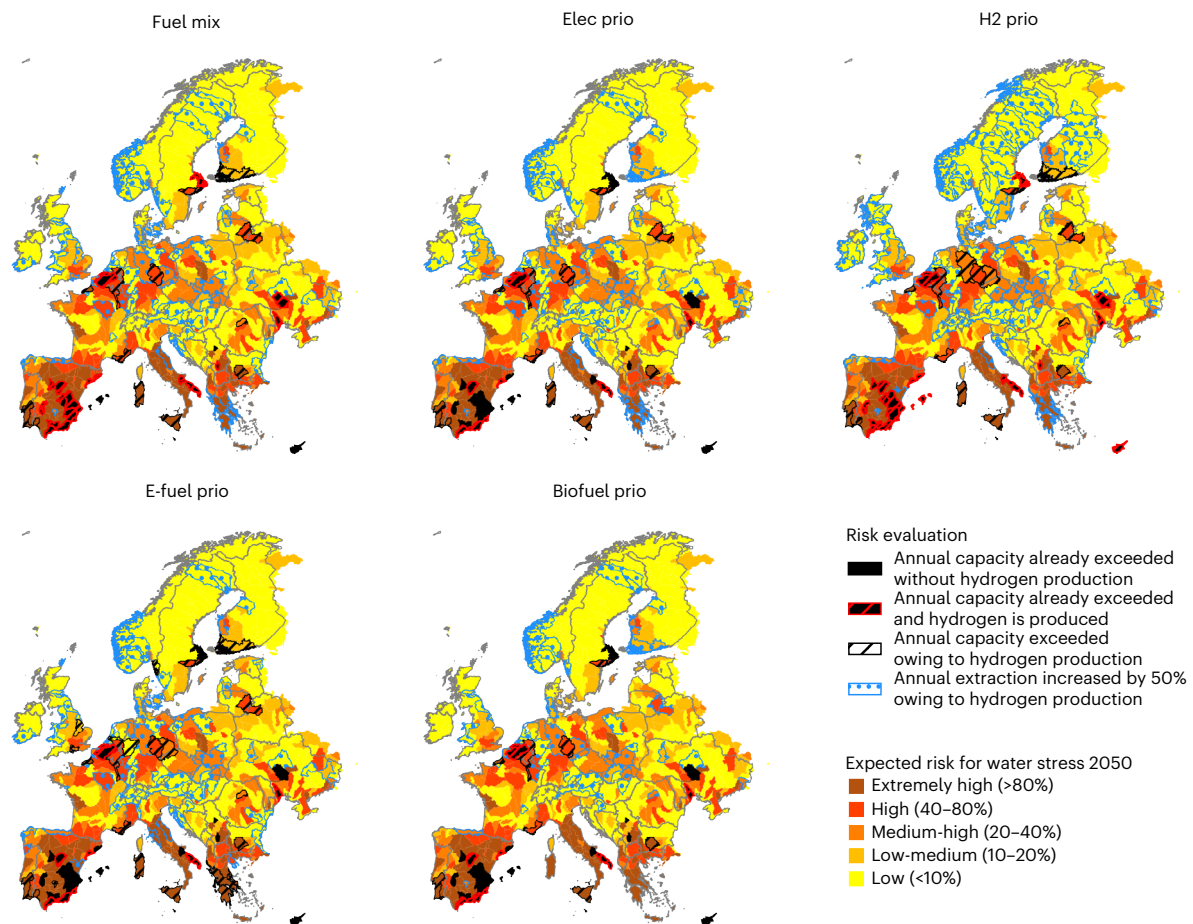 Fuel mix
Elec prio
H2 prio
E-fuel prio
Biofuel prio
Risk evaluation
Annual capacity already exceeded
without hydrogen production
Annual capacity already exceeded
and hydrogen is produced
Annual capacity exceeded
owing to hydrogen production
Annual extraction increased by 50%
owing to hydrogen production
Expected risk for water stress 2050
Extremely high (>80%)
High (40–80%)
Medium-high (20–40%)
Low-medium (10–20%)
Low (<10%)